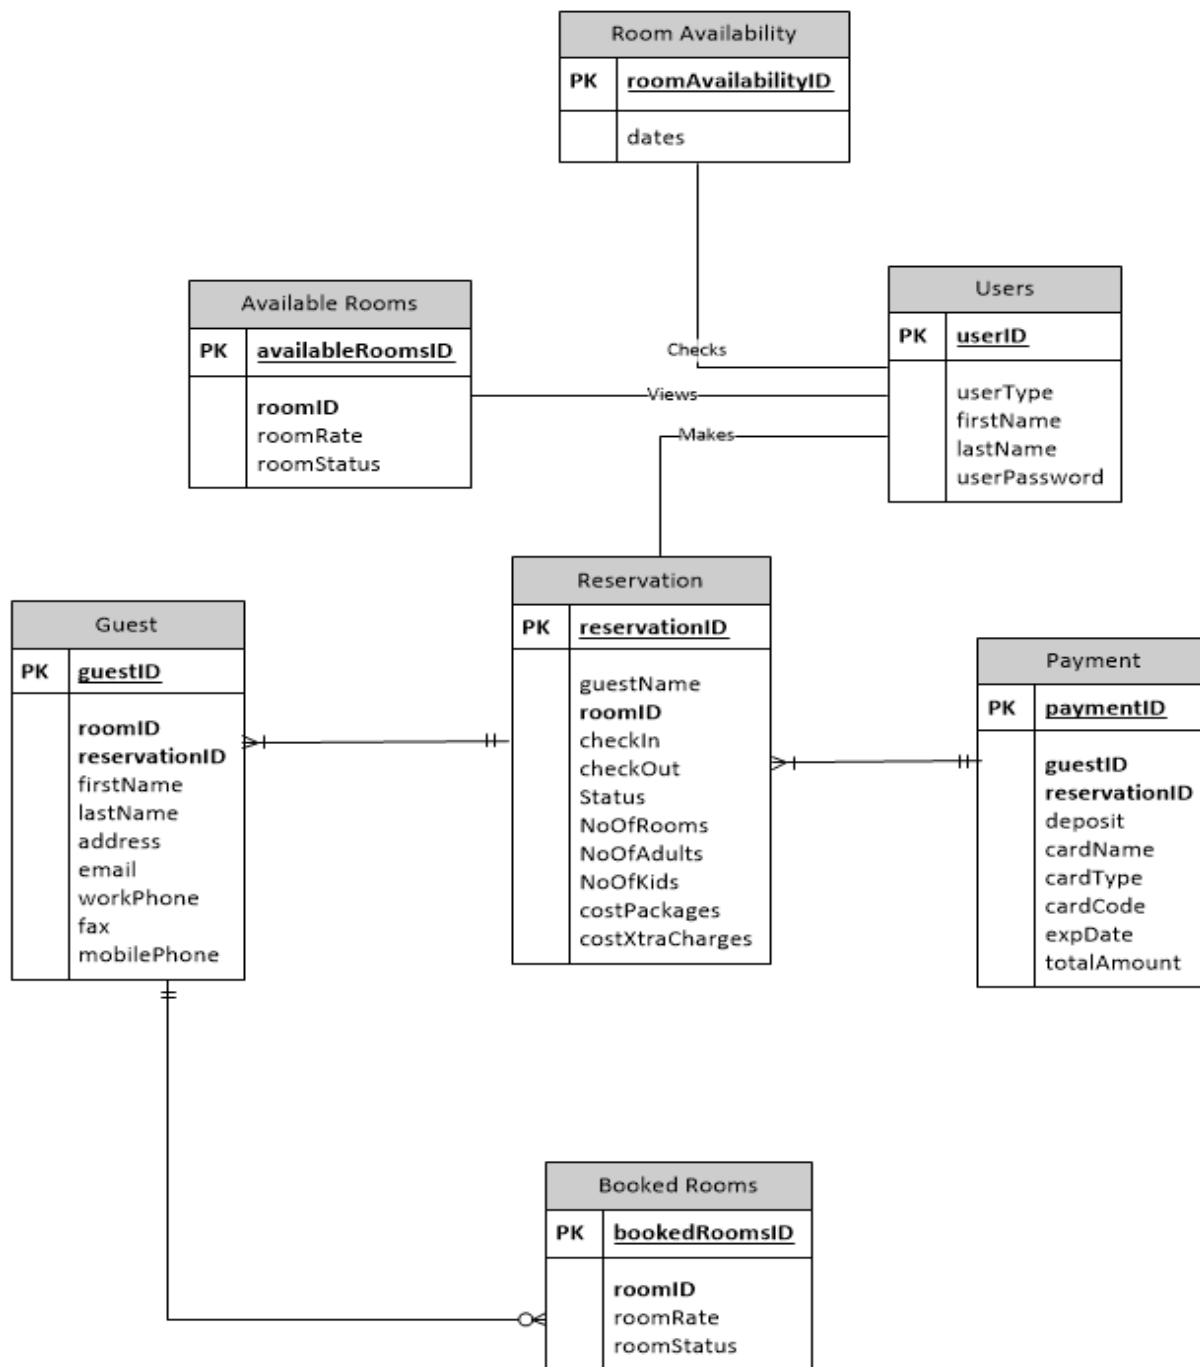 Room Availability
PK roomAvailabilityID
dates
Available Rooms
PK availableRoomsID
roomID
roomRate
roomStatus
Users
PK userID
userType
firstName
lastName
userPassword
Checks
Views
Makes
Guest
PK guestID
roomID
reservationID
firstName
lastName
address
email
workPhone
fax
mobilePhone
Reservation
PK reservationID
guestName
roomID
checkIn
checkOut
Status
NoOfRooms
NoOfAdults
NoOfKids
costPackages
costXtraCharges
Payment
PK paymentID
guestID
reservationID
deposit
cardName
cardType
cardCode
expDate
totalAmount
Booked Rooms
PK bookedRoomsID
roomID
roomRate
roomStatus